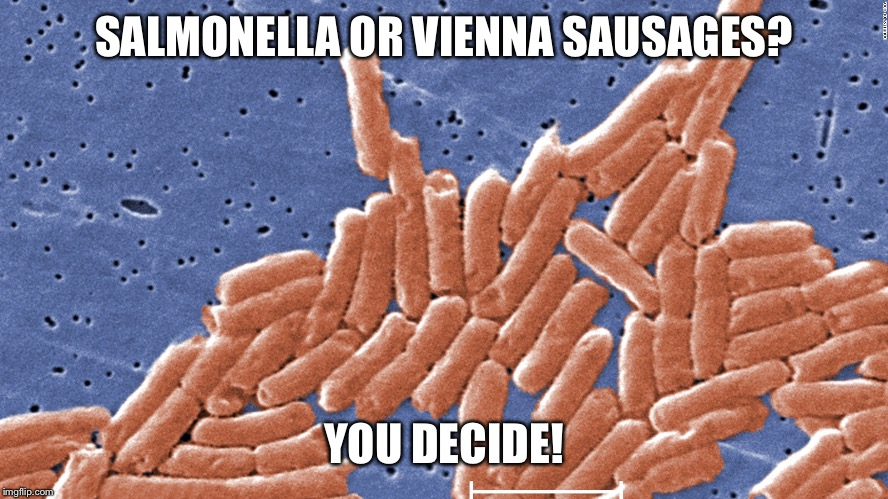 SALMONELLA OR VIENNA SAUSAGES?
YOU DECIDE!
imgflip.com